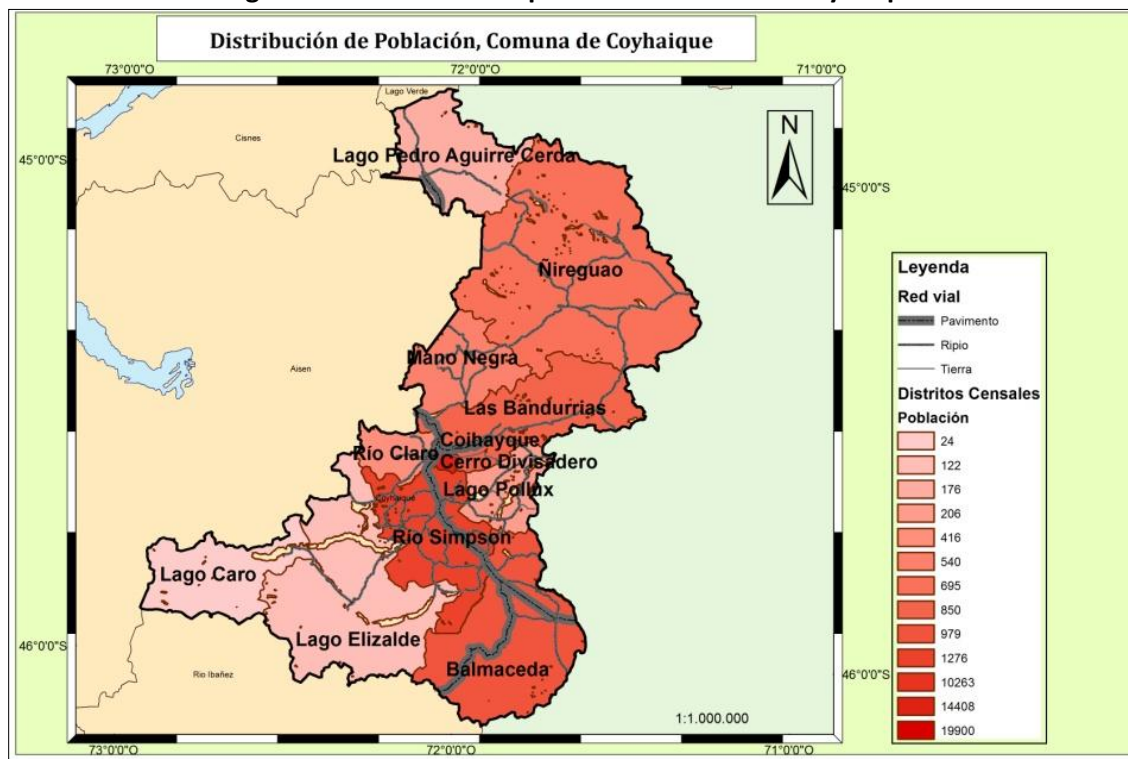 Distribución de Población, Comuna de Coyhaique
73°0'0"O
72°0'0"O
71°0'0"O
Lago Verde
Cisnes
N
45°0'0"S
Lago Pedro Aguirre Cerda
45°0'0"S
Ñireguao
Mano Negra
Aisen
Las Bandurrias
Coihayque
Río Claro
Cerro Divisadero
Lago Pollux
Coyhaique
Río Simpson
Lago Caro
Lago Elizalde
46°0'0"S
Balmaceda
Rio Ibañez
46°0'0"S
1:1.000.000
73°0'0"O
72°0'0"O
71°0'0"O
Leyenda
Red vial
Pavimento
Ripio
Tierra
Distritos Censales
Población
24
122
176
206
416
540
695
850
979
1276
10263
14408
19900